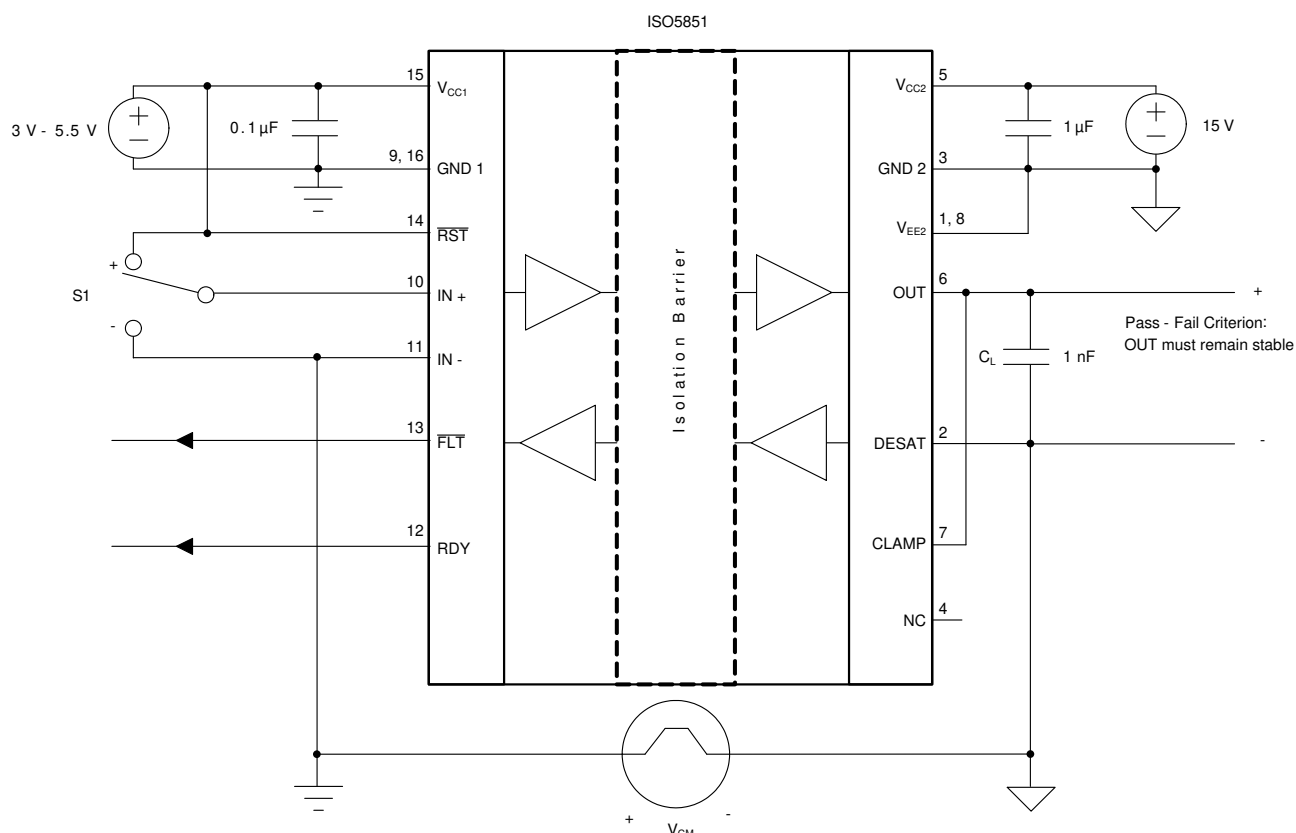 ISO5851
15
VCC1
5
VCC2
3 V - 5.5 V
+
−
0.1 µF
1 µF
+
−
15 V
9, 16
GND 1
3
GND 2
14
RST
1, 8
VEE2
+
S1
-
10
IN +
6
OUT
+
Pass - Fail Criterion:
OUT must remain stable
11
IN -
CL
1 nF
Isolation Barrier
13
FLT
2
DESAT
-
12
RDY
7
CLAMP
4
NC
+
-
VCM